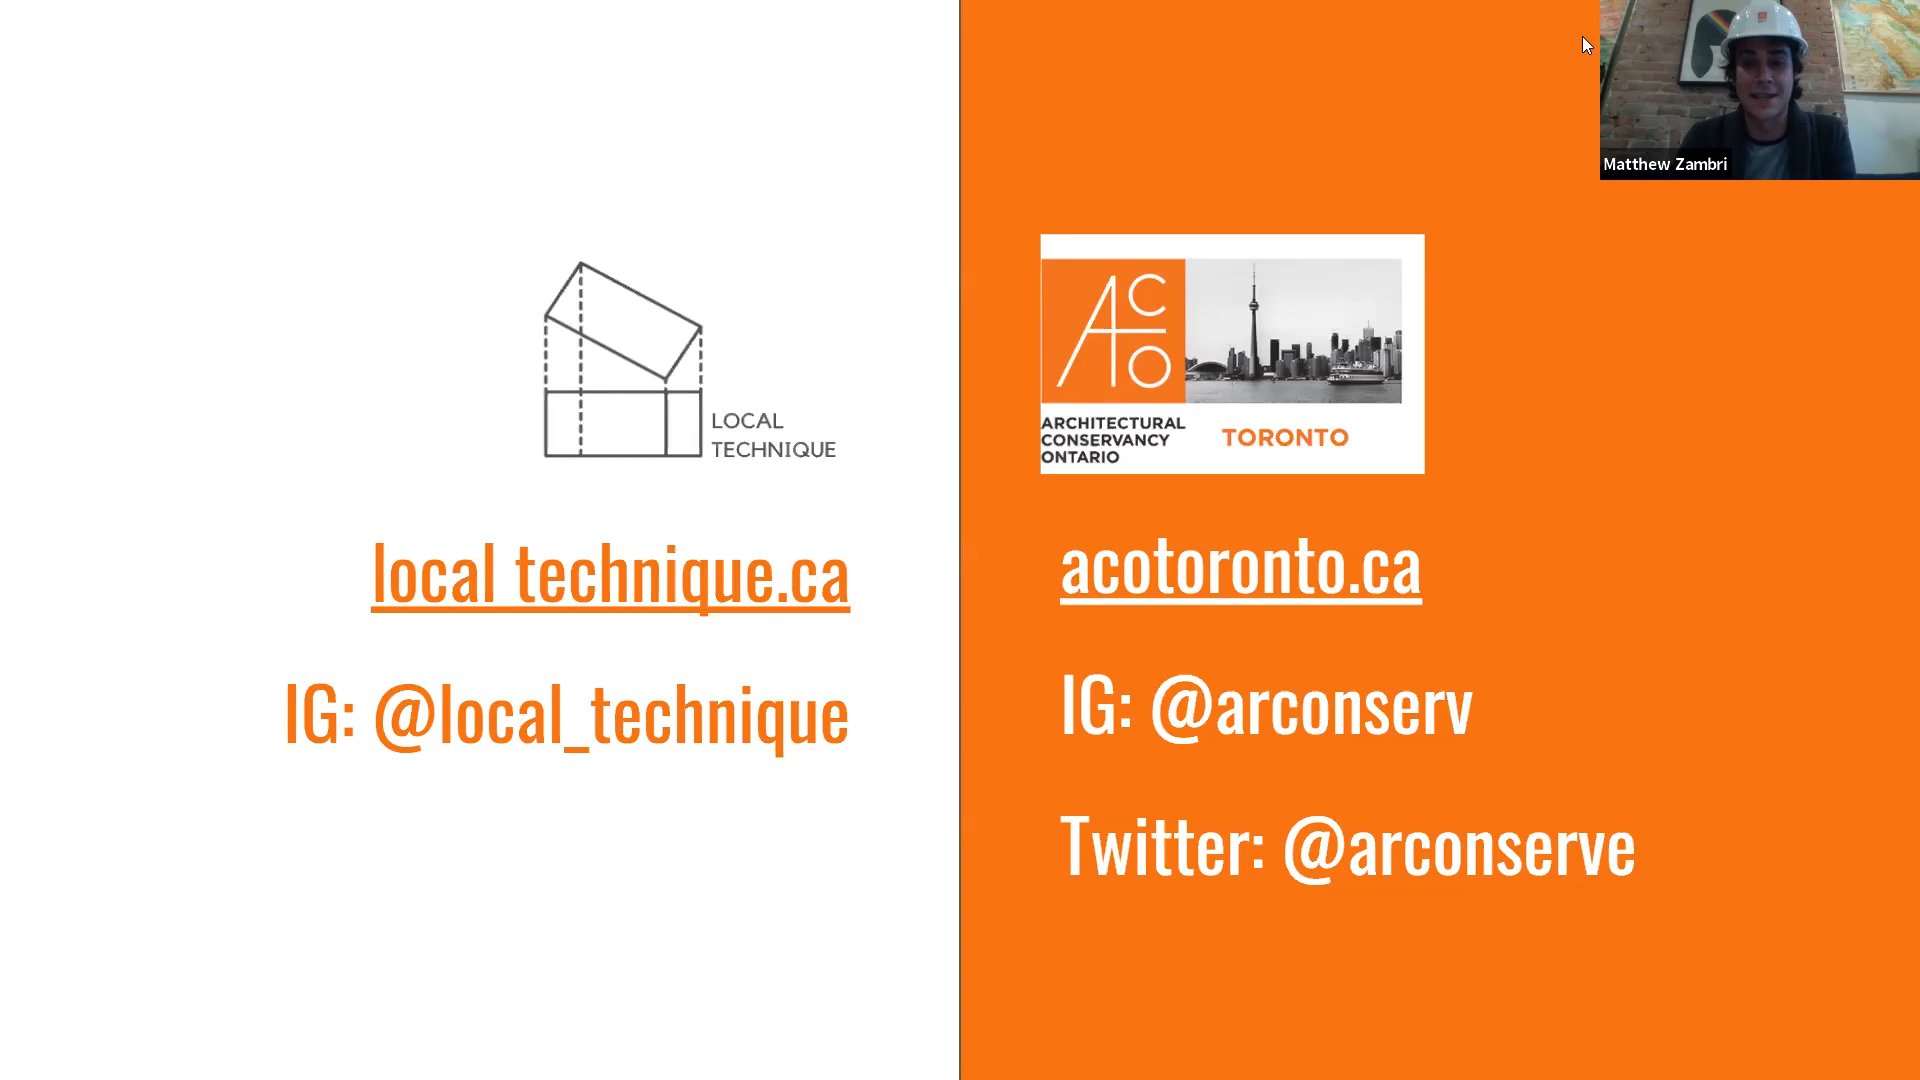 LOCAL
TECHNIQUE
local technique.ca
IG: @local_technique
ACO
ARCHITECTURAL
CONSERVANCY
ONTARIO
TORONTO
acotoronto.ca
IG: @arconserv
Twitter: @arconserve
Matthew Zambri